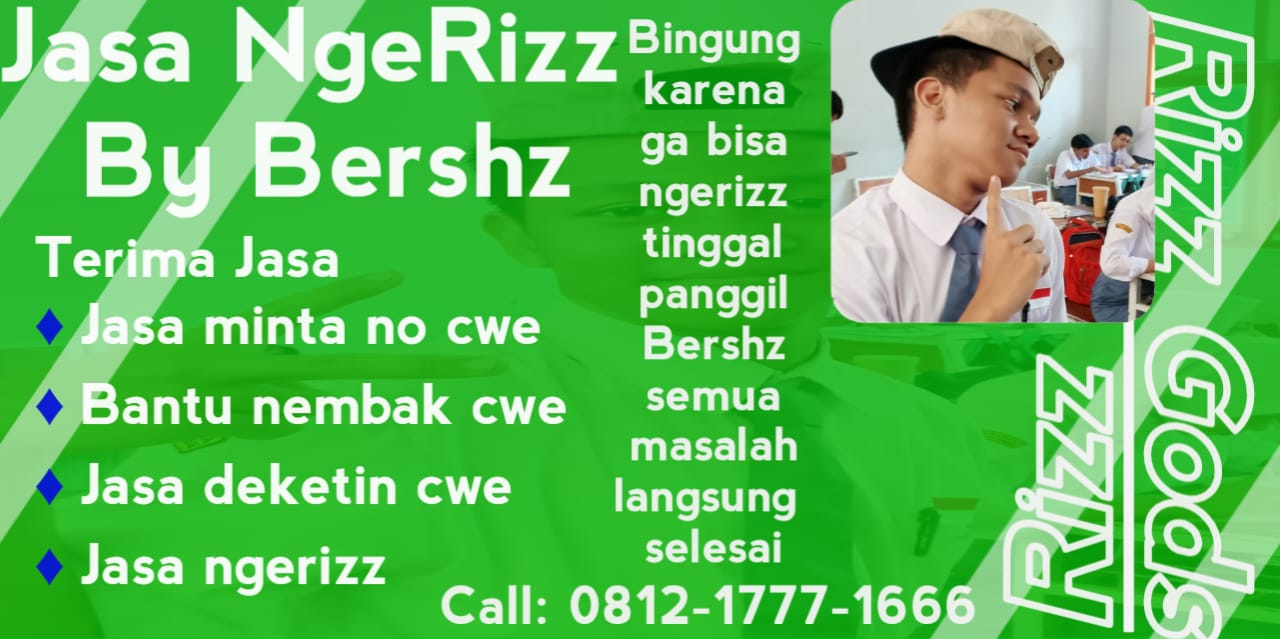 Jasa NgeRizz
By Bershz
Terima Jasa
Jasa minta no cwe
Bantu nembak cwe
Jasa deketin cwe
Jasa ngerizz
Bingung
karena
ga bisa
ngerizz
tinggal
panggil
Bershz
semua
masalah
langsung
selesai
Call: 0812-1777-1666
Rizz Gods
Rizz